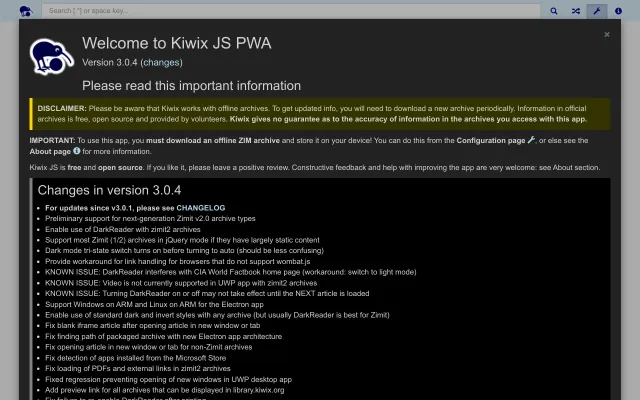 Search [.*] or space key...
×
Welcome to Kiwix JS PWA
Version 3.0.4 (changes)
Please read this important information
DISCLAIMER: Please be aware that Kiwix works with offline archives. To get updated info, you will need to download a new archive periodically. Information in official
archives is free, open source and provided by volunteers. Kiwix gives no guarantee as to the accuracy of information in the archives you access with this app.
IMPORTANT: To use this app, you must download an offline ZIM archive and store it on your device! You can do this from the Configuration page , or else see the
About page for more information.
Kiwix JS is free and open source. If you like it, please leave a positive review. Constructive feedback and help with improving the app are very welcome: see About section.
Changes in version 3.0.4
For updates since v3.0.1, please see CHANGELOG
Preliminary support for next-generation Zimit v2.0 archive types
Enable use of DarkReader with zimit2 archives
Support most Zimit (1/2) archives in jQuery mode if they have largely static content
Dark mode tri-state switch turns on before turning to auto (should be less confusing)
Provide workaround for link handling for browsers that do not support wombat.js
KNOWN ISSUE: DarkReader interferes with CIA World Factbook home page (workaround: switch to light mode)
KNOWN ISSUE: Video is not currently supported in UWP app with zimit2 archives
KNOWN ISSUE: Turning DarkReader on or off may not take effect until the NEXT article is loaded
Support Windows on ARM and Linux on ARM for the Electron app
Enable use of standard dark and invert styles with any archive (but usually DarkReader is best for Zimit)
Fix blank iframe article after opening article in new window or tab
Fix finding path of packaged archive with new Electron app architecture
Fix opening article in new window or tab for non-Zimit archives
Fix detection of apps installed from the Microsoft Store
Fix loading of PDFs and external links in zimit2 archives
Fixed regression preventing opening of new windows in UWP desktop app
Add preview link for all archives that can be displayed in library.kiwix.org